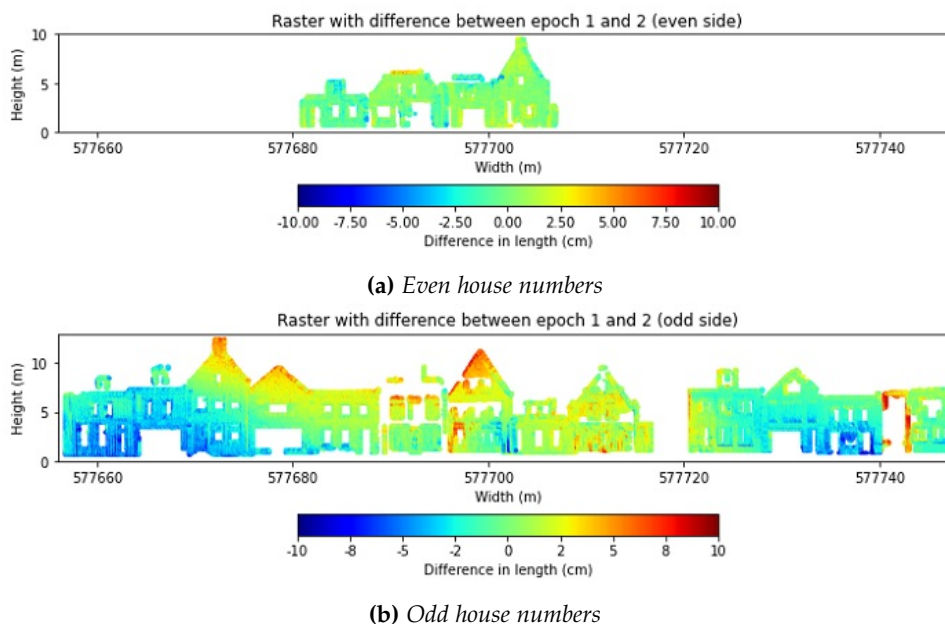 Raster with difference between epoch 1 and 2 (even side)
10
5
0
Height (m)
577660 577680 577700 577720 577740
Width (m)
-10.00 -7.50 -5.00 -2.50 0.00 2.50 5.00 7.50 10.00
Difference in length (cm)
(a) Even house numbers
Raster with difference between epoch 1 and 2 (odd side)
10
5
0
Height (m)
577660 577680 577700 577720 577740
Width (m)
-10 -8 -5 -2 0 2 5 8 10
Difference in length (cm)
(b) Odd house numbers